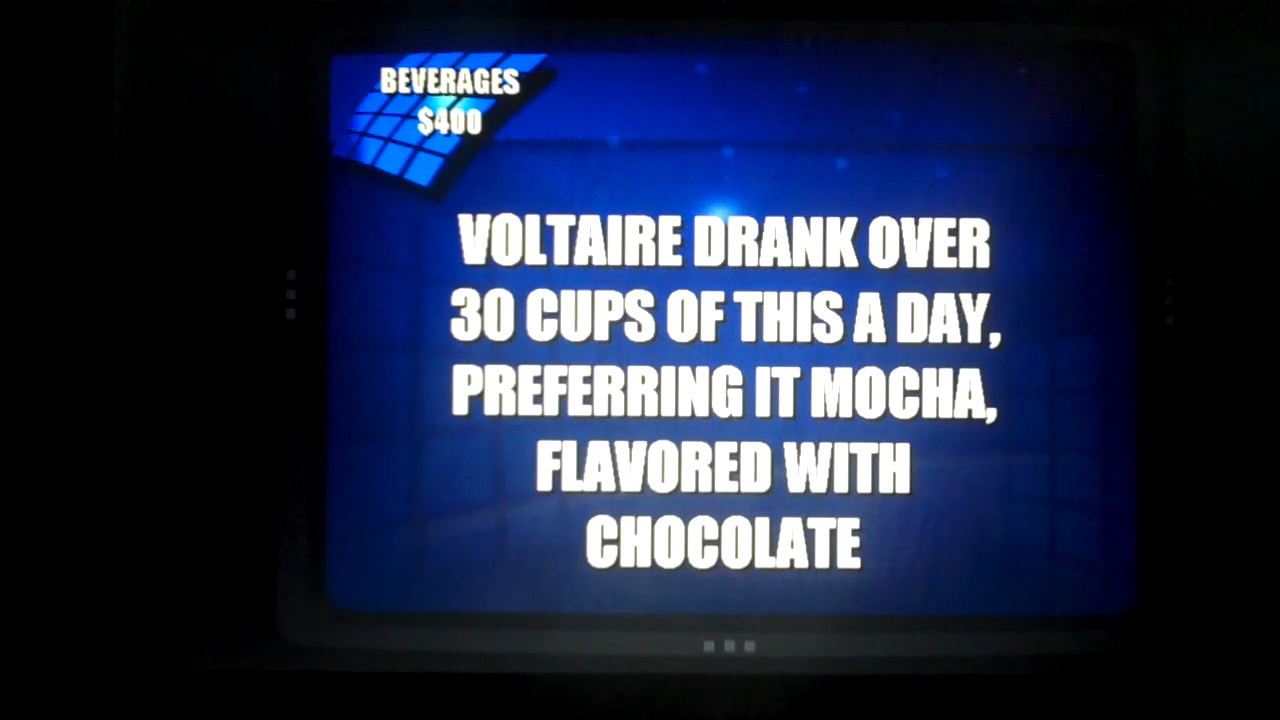 BEVERAGES
$400
VOLTAIRE DRANK OVER
30 CUPS OF THIS A DAY,
PREFERRING IT MOCHA,
FLAVORED WITH
CHOCOLATE